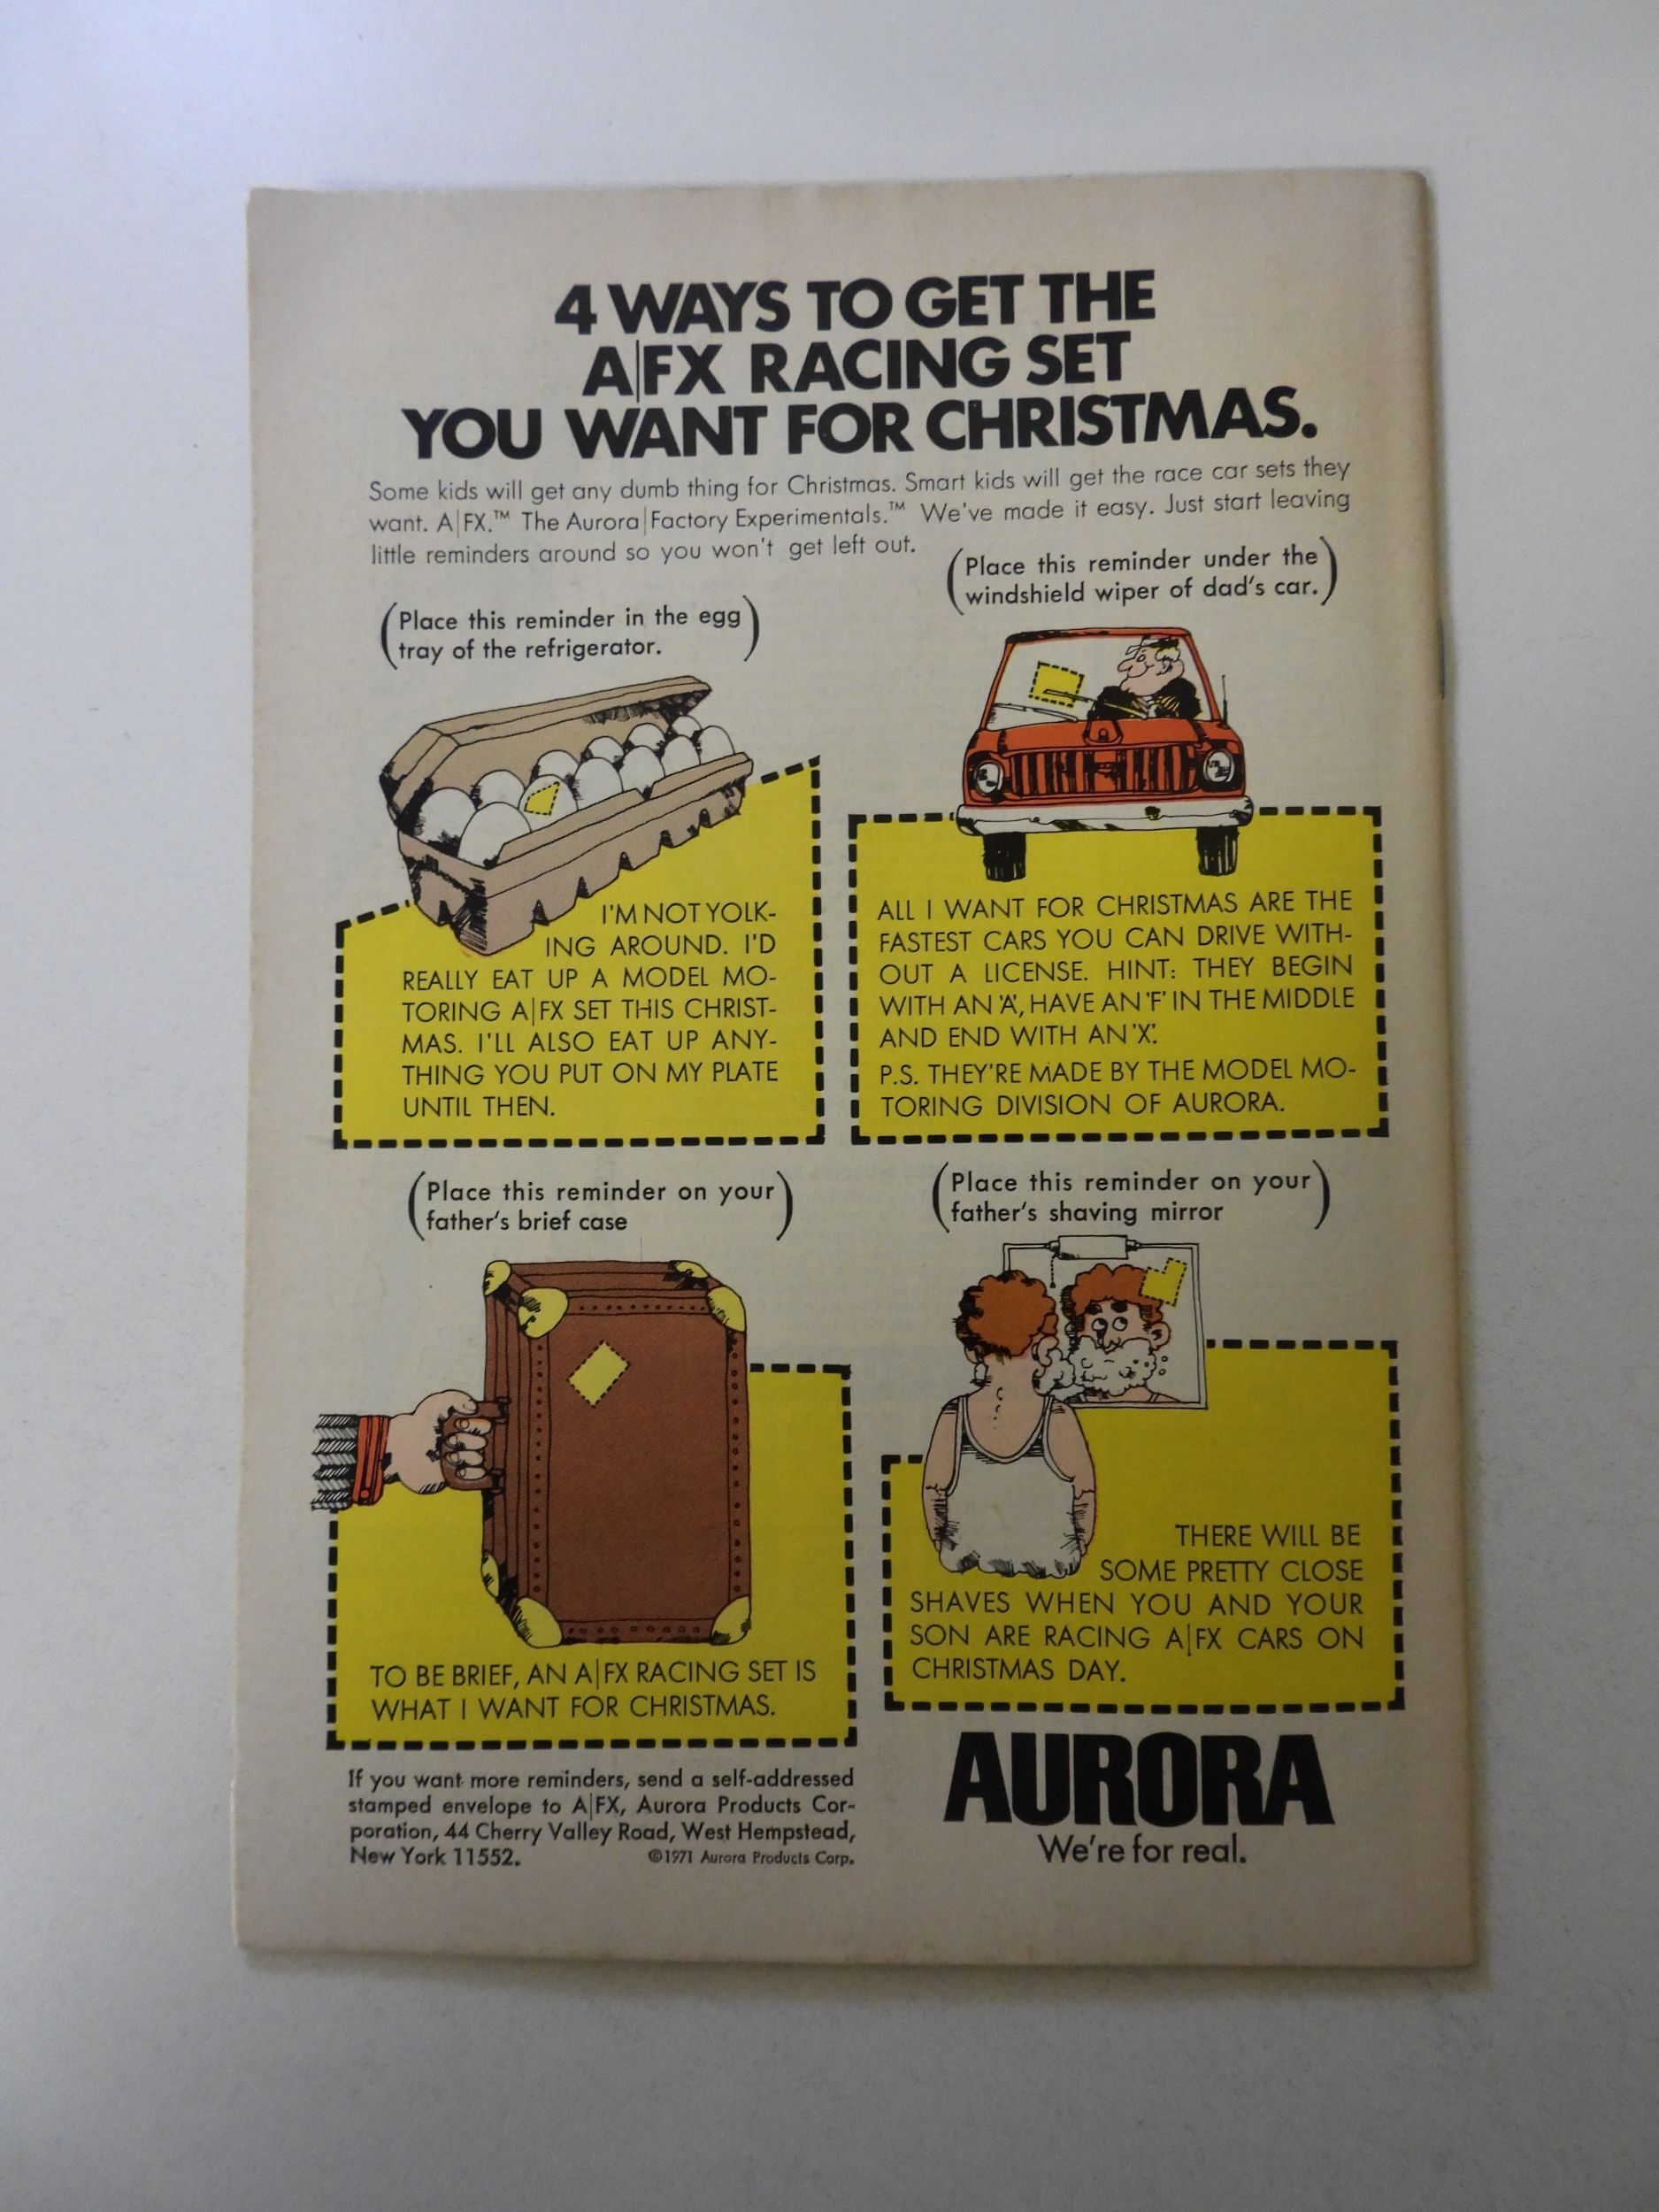 4 WAYS TO GET THE
A|FX RACING SET
YOU WANT FOR CHRISTMAS.
Some kids will get any dumb thing for Christmas. Smart kids will get the race car sets they
want. A|FX.™ The Aurora|Factory Experimentals.™ We've made it easy. Just start leaving
little reminders around so you won't get left out.
(Place this reminder in the egg
tray of the refrigerator.)
I'M NOT YOLK-
ING AROUND. I'D
REALLY EAT UP A MODEL MO-
TORING A|FX SET THIS CHRIST-
MAS. I'LL ALSO EAT UP ANY-
THING YOU PUT ON MY PLATE
UNTIL THEN.
(Place this reminder under the
windshield wiper of dad's car.)
ALL I WANT FOR CHRISTMAS ARE THE
FASTEST CARS YOU CAN DRIVE WITH-
OUT A LICENSE. HINT: THEY BEGIN
WITH AN 'A', HAVE AN 'F' IN THE MIDDLE
AND END WITH AN 'X'.
P.S. THEY'RE MADE BY THE MODEL MO-
TORING DIVISION OF AURORA.
(Place this reminder on your
father's brief case)
TO BE BRIEF, AN A|FX RACING SET IS
WHAT I WANT FOR CHRISTMAS.
(Place this reminder on your
father's shaving mirror)
THERE WILL BE
SOME PRETTY CLOSE
SHAVES WHEN YOU AND YOUR
SON ARE RACING A|FX CARS ON
CHRISTMAS DAY.
If you want more reminders, send a self-addressed
stamped envelope to A|FX, Aurora Products Cor-
poration, 44 Cherry Valley Road, West Hempstead,
New York 11552. ©1971 Aurora Products Corp.
AURORA
We're for real.